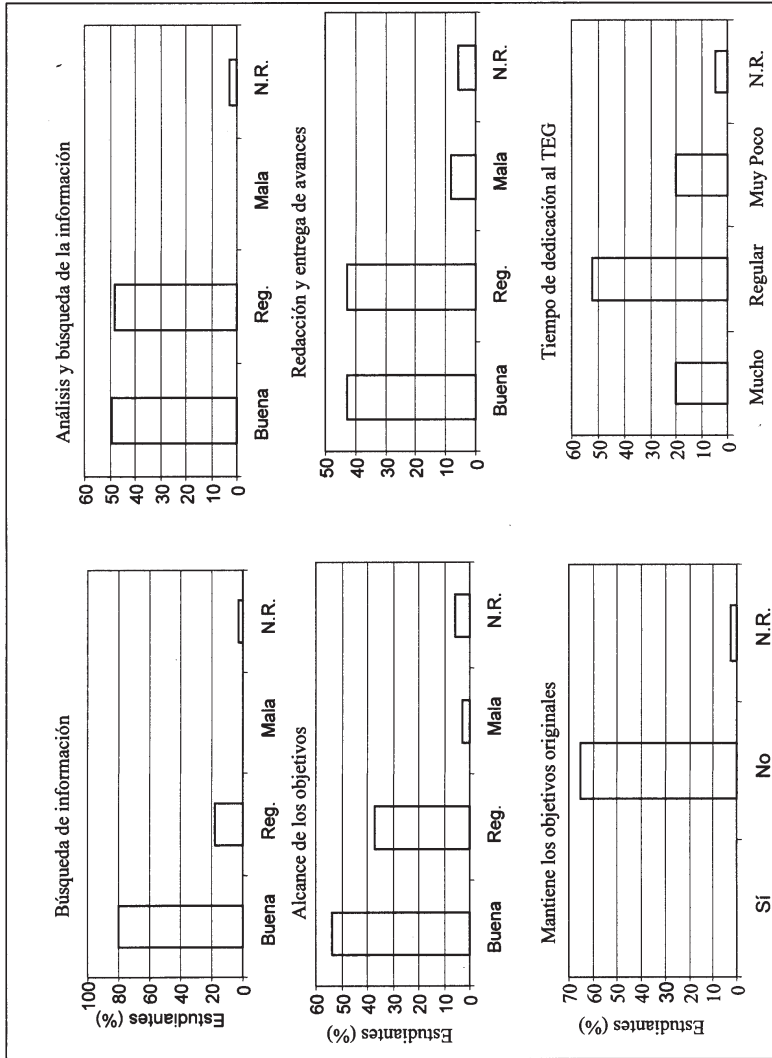 Búsqueda de información
Estudiantes (%)
100
80
60
40
20
0
Buena Reg. Mala N.R.
Análisis y búsqueda de la información
60
50
40
30
20
10
0
Buena Reg. Mala N.R.
Alcance de los objetivos
Estudiantes (%)
60
50
40
30
20
10
0
Buena Reg. Mala N.R.
Redacción y entrega de avances
50
40
30
20
10
0
Buena Reg. Mala N.R.
Mantiene los objetivos originales
Estudiantes (%)
70
60
50
40
30
20
10
0
Sí No N.R.
Tiempo de dedicación al TEG
60
50
40
30
20
10
0
Mucho Regular Muy Poco N.R.